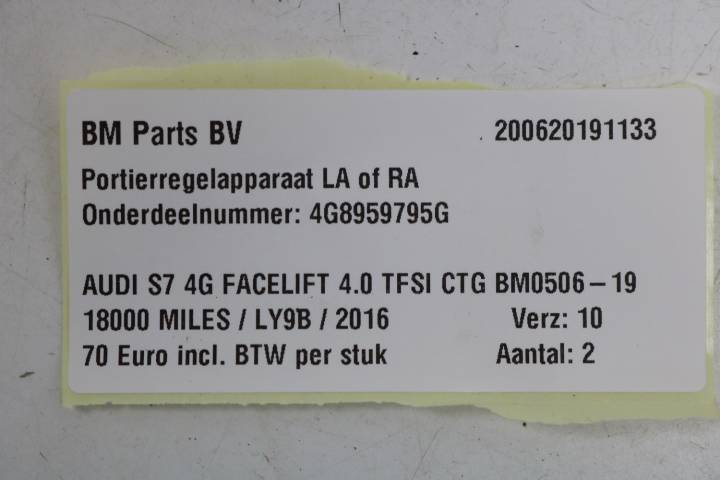 BM Parts BV 200620191133
Portierregelapparaat LA of RA
Onderdeelnummer: 4G8959795G
AUDI S7 4G FACELIFT 4.0 TFSI CTG BM0506-19
18000 MILES / LY9B / 2016 Verz: 10
70 Euro incl. BTW per stuk Aantal: 2